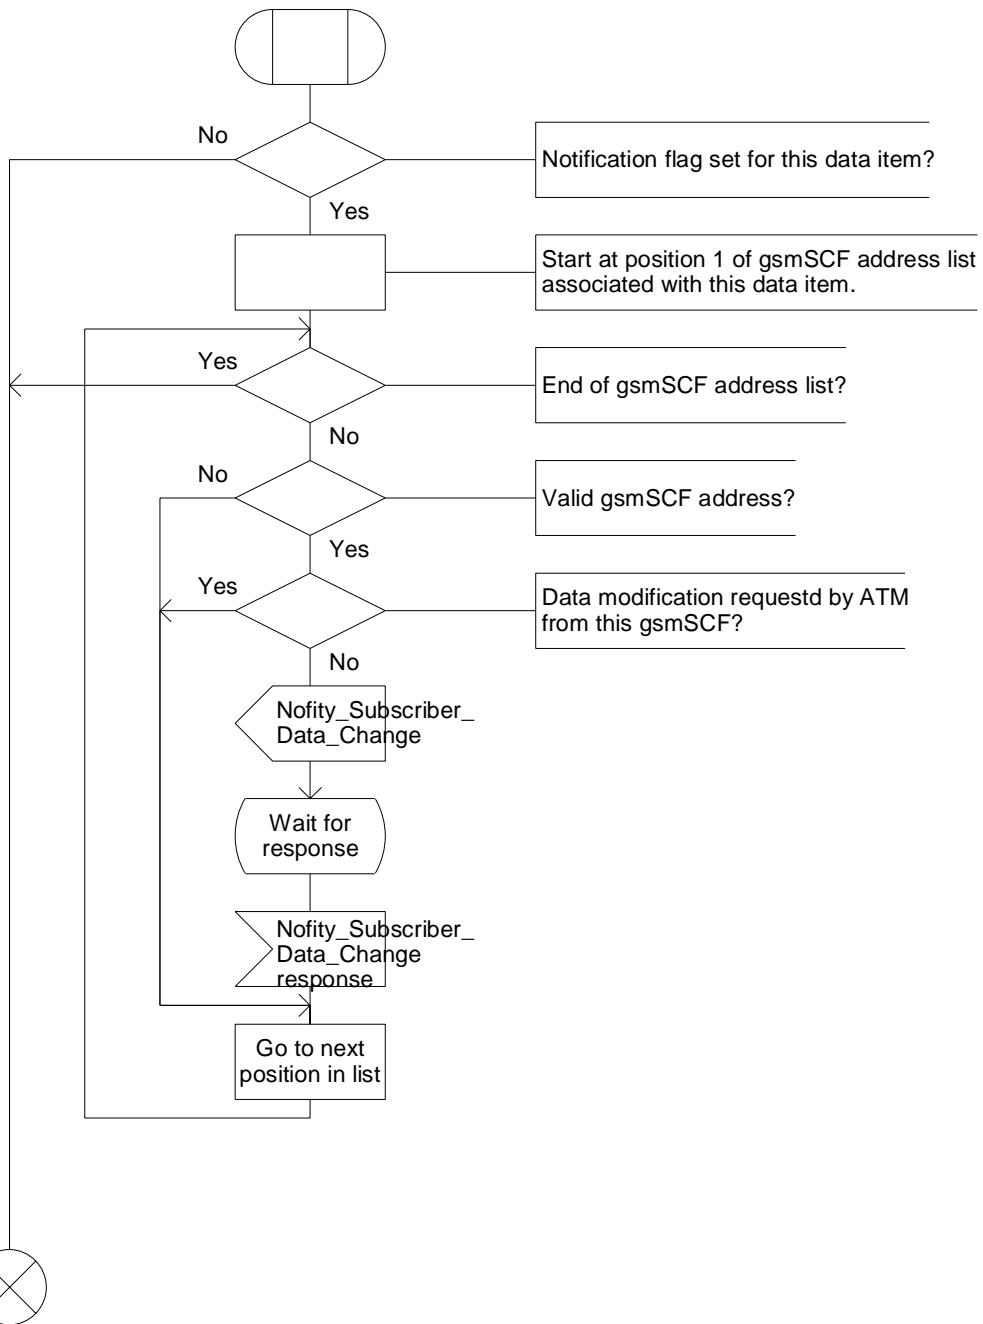 No
Notification flag set for this data item?
Yes
Start at position 1 of gsmSCF address list
associated with this data item.
Yes
End of gsmSCF address list?
No
No
Valid gsmSCF address?
Yes
Yes
Data modification requestd by ATM
from this gsmSCF?
No
Nofity_Subscriber_
Data_Change
Wait for
response
Nofity_Subscriber_
Data_Change
response
Go to next
position in list